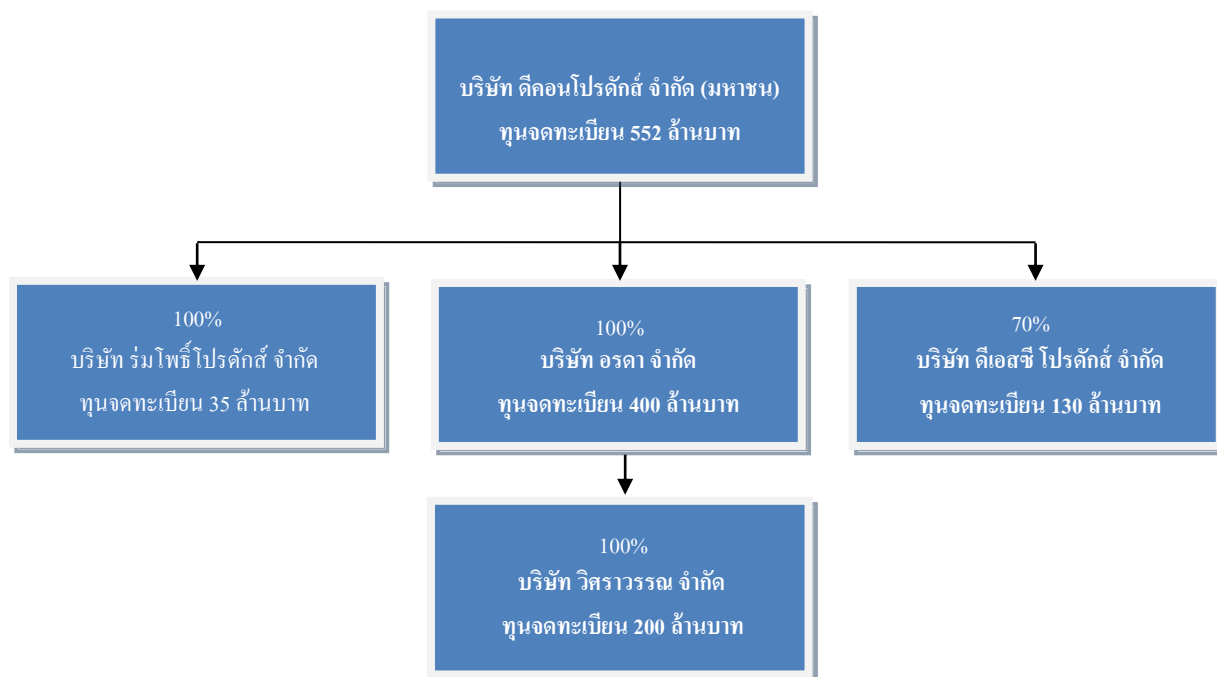 บริษัท ดีคอนโปรดักส์ จำกัด (มหาชน)
ทุนจดทะเบียน 552 ล้านบาท
100%
บริษัท ร่มโพธิ์โปรดักส์ จำกัด
ทุนจดทะเบียน 35 ล้านบาท
100%
บริษัท อรดา จำกัด
ทุนจดทะเบียน 400 ล้านบาท
70%
บริษัท ดีเอสซี โปรดักส์ จำกัด
ทุนจดทะเบียน 130 ล้านบาท
100%
บริษัท วิศราวรรณ จำกัด
ทุนจดทะเบียน 200 ล้านบาท